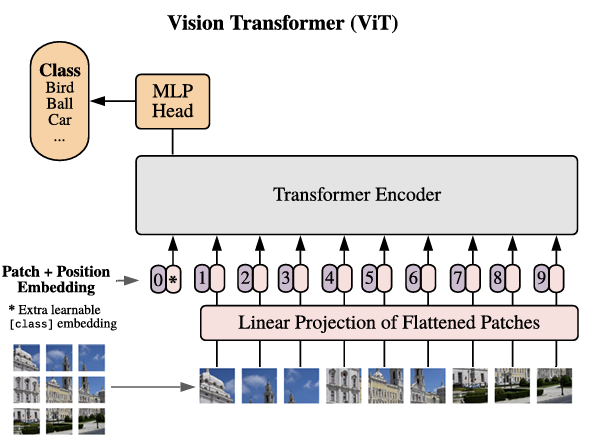 Vision Transformer (ViT)
Class
Bird
Ball
Car
...
MLP
Head
Transformer Encoder
Patch + Position
Embedding
0 * 1 2 3 4 5 6 7 8 9
* Extra learnable
[class] embedding
Linear Projection of Flattened Patches